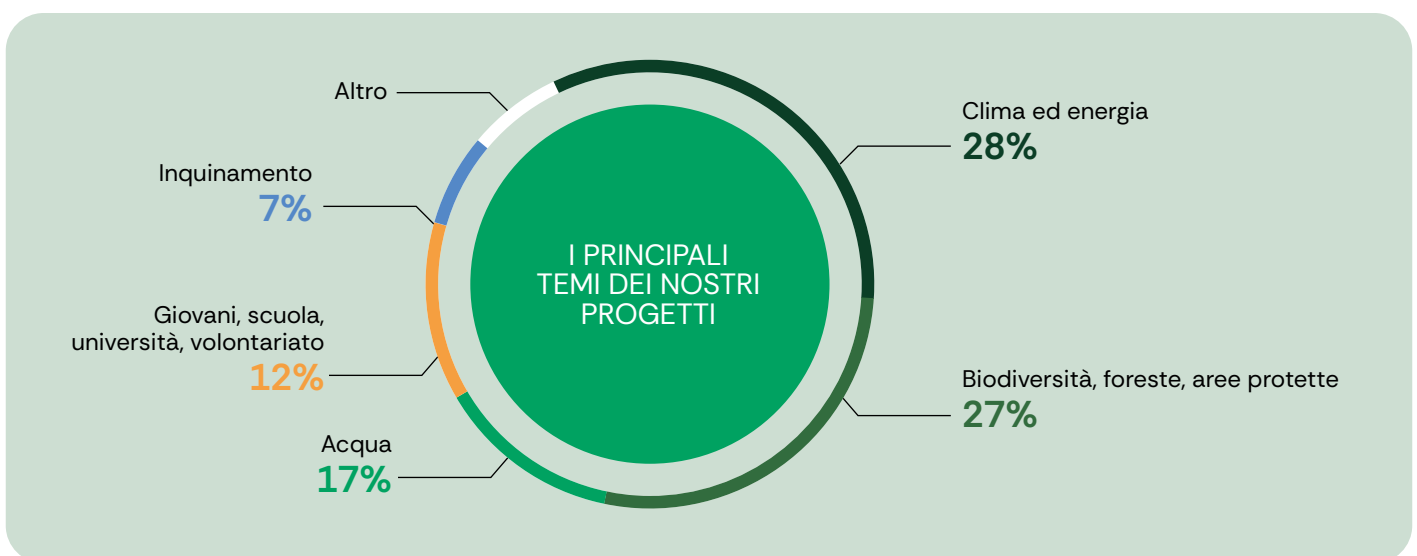 Altro
Clima ed energia
28%
Inquinamento
7%
I PRINCIPALI
TEMI DEI NOSTRI
PROGETTI
Giovani, scuola,
università, volontariato
12%
Biodiversità, foreste, aree protette
27%
Acqua
17%